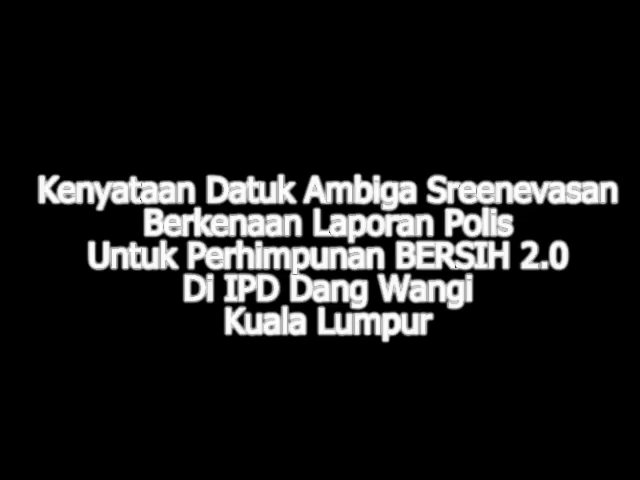 Kenyataan Datuk Ambiga Sreenevasan
Berkenaan Laporan Polis
Untuk Perhimpunan BERSIH 2.0
Di IPD Dang Wangi
Kuala Lumpur